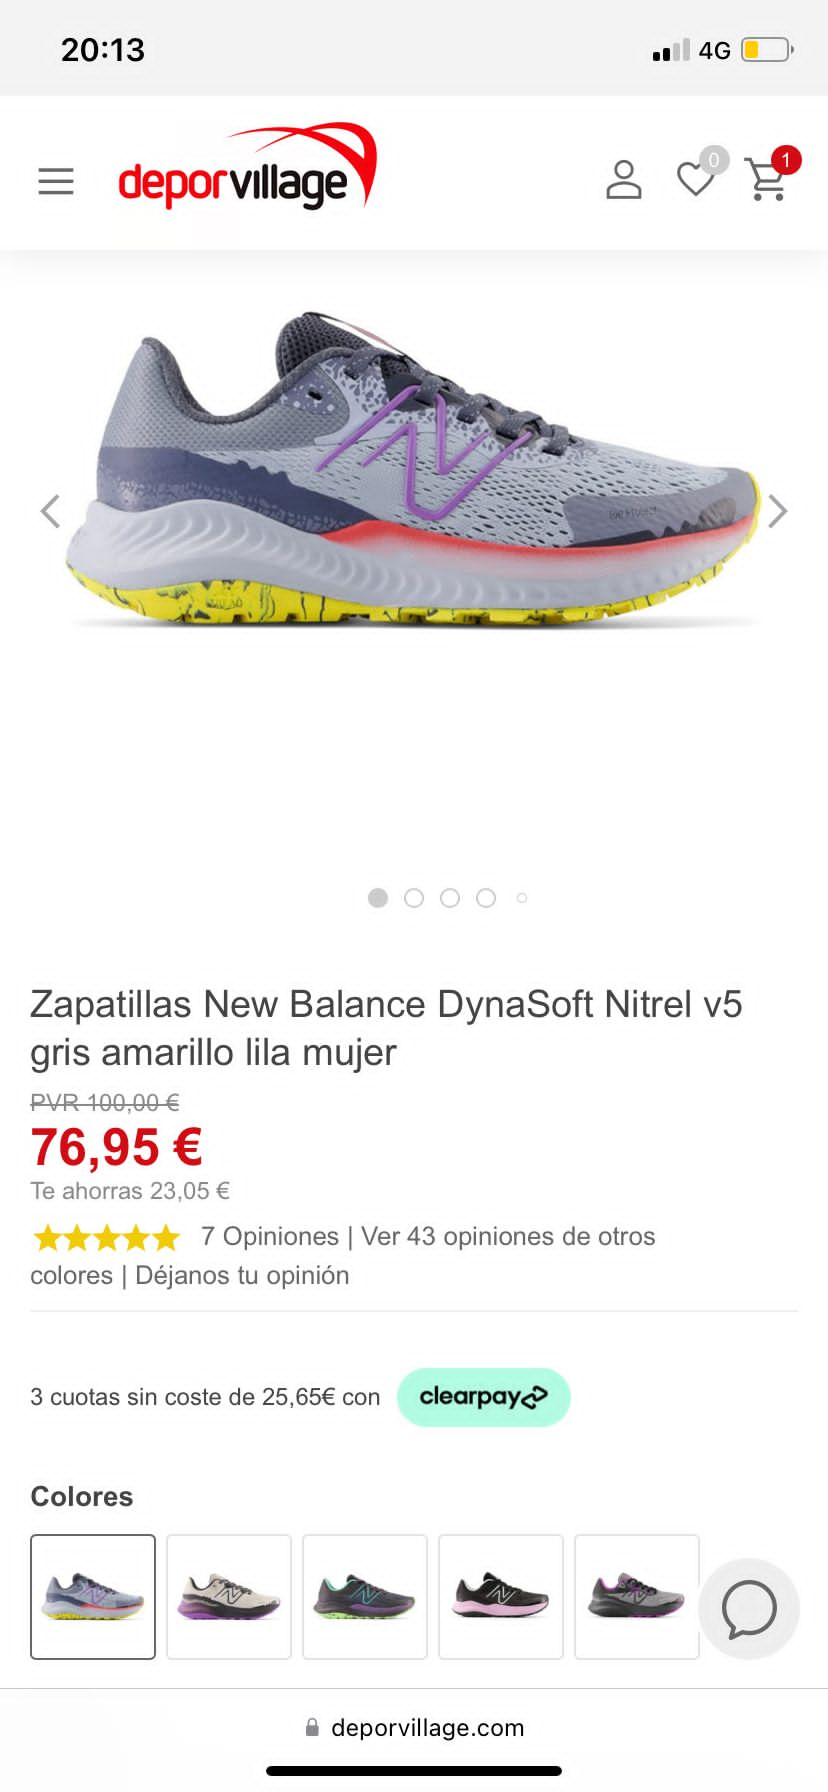 20:13
4G
deporvillage
0
1
Zapatillas New Balance DynaSoft Nitrel v5
gris amarillo lila mujer
PVR 100,00 €
76,95 €
Te ahorras 23,05 €
7 Opiniones | Ver 43 opiniones de otros
colores | Déjanos tu opinión
3 cuotas sin coste de 25,65€ con
clearpay
Colores
deporvillage.com